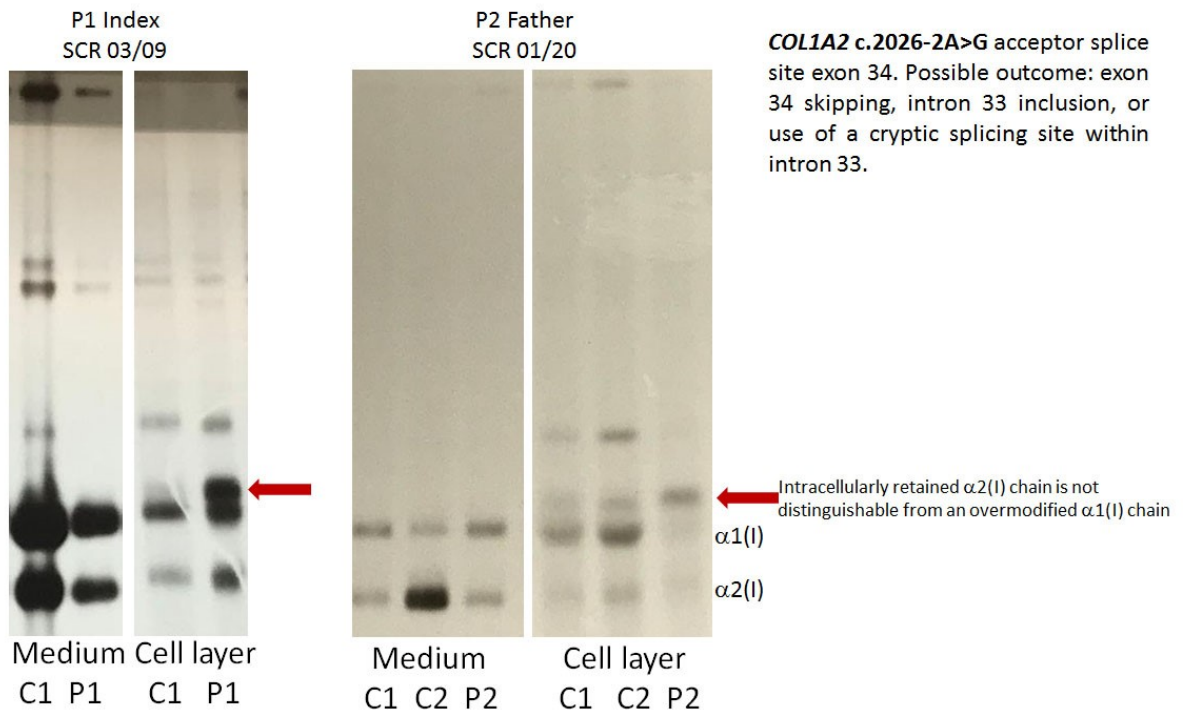 P1 Index
SCR 03/09
P2 Father
SCR 01/20
COL1A2 c.2026-2A>G acceptor splice
site exon 34. Possible outcome: exon
34 skipping, intron 33 inclusion, or
use of a cryptic splicing site within
intron 33.
Intracellularly retained α2(I) chain is not
distinguishable from an overmodified α1(I) chain
α1(I)
α2(I)
Medium Cell layer
C1 P1 C1 P1
Medium Cell layer
C1 C2 P2 C1 C2 P2